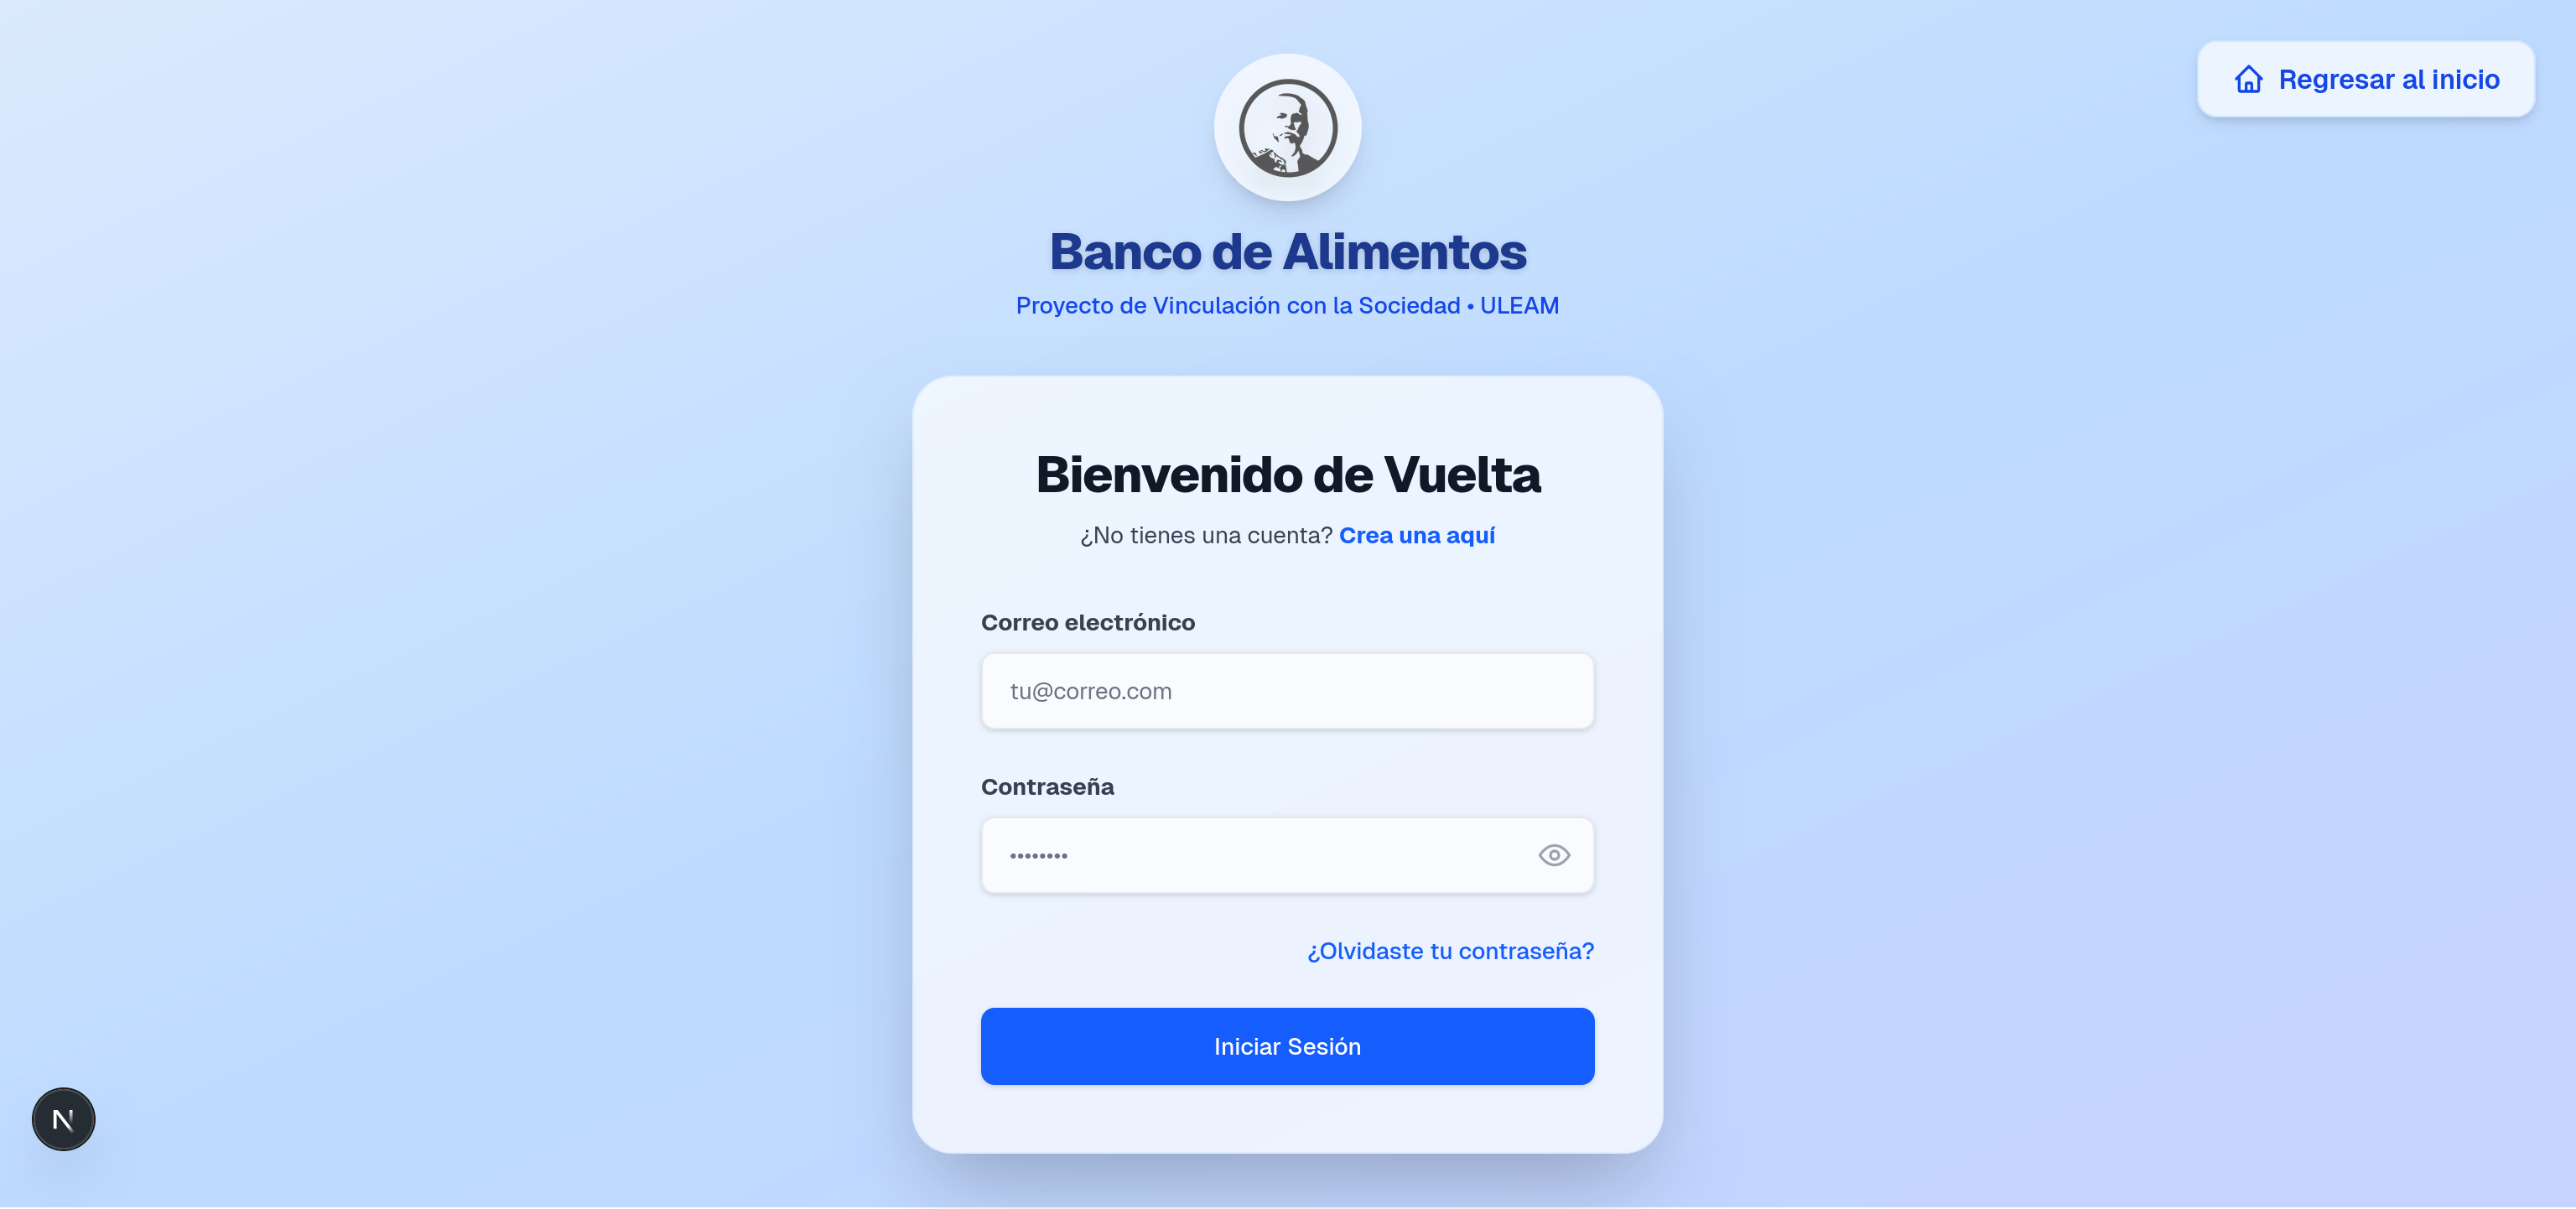 Regresar al inicio
Banco de Alimentos
Proyecto de Vinculación con la Sociedad • ULEAM
Bienvenido de Vuelta
¿No tienes una cuenta? Crea una aquí
Correo electrónico
tu@correo.com
Contraseña
••••••••
¿Olvidaste tu contraseña?
Iniciar Sesión
N